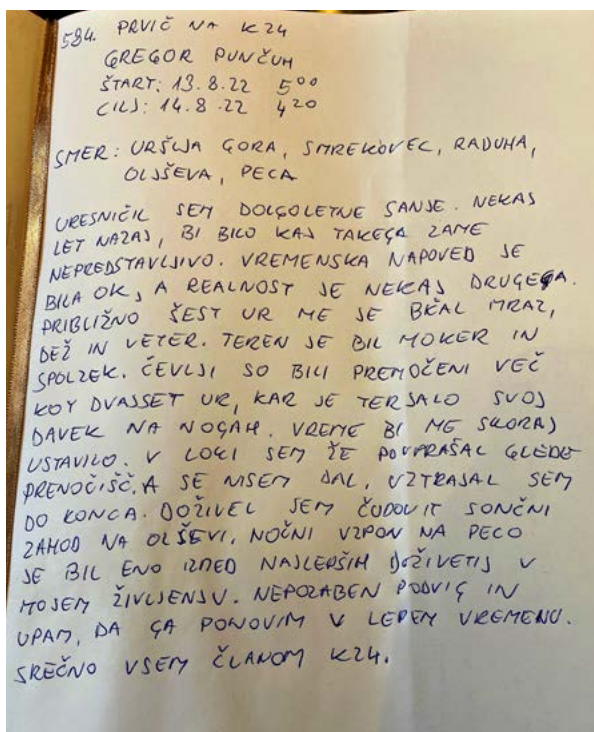 584. PRVIČ NA K24
GREGOR PUNČUH
ŠTART: 13.8.22 5⁰⁰
CILJ: 14.8.22 4²⁰
SMER: URŠLJA GORA, SMREKOVEC, RADUHA,
OLJŠEVA, PECA
URESNIČIL SEM DOLGOLETNE SANJE. NEKAJ
LET NAZAJ, BI BILO KAJ TAKEGA ZAME
NEPREDSTAVLJIVO. VREMENSKA NAPOVED JE
BILA OK, A REALNOST JE NEKAJ DRUGEGA.
PRIBLIŽNO ŠEST UR ME JE BIČAL MRAZ,
DEŽ IN VETER. TEREN JE BIL MOKER IN
SPOLZEK. ČEVLJI SO BILI PREMOČENI VEČ
KOT DVAJSET UR, KAR JE TERJALO SVOJ
DAVEK NA NOGAH. VREME BI ME SKORAJ
USTAVILO. V LOGI SEM ŽE POVPRAŠAL GLEDE
PRENOČIŠČ, A SE NISEM DAL, VZTRAJAL SEM
DO KONCA. DOŽIVEL SEM ČUDOVIT SONČNI
ZAHOD NA OLŠEVI. NOČNI VZPON NA PECO
JE BIL ENO IZMED NAJLEPŠIH DOŽIVETIJ V
MOJEM ŽIVLJENJU. NEPOZABEN PODVIG IN
UPAM, DA GA PONOVIM V LEPEM VREMENU.
SREČNO VSEM ČLANOM K24.